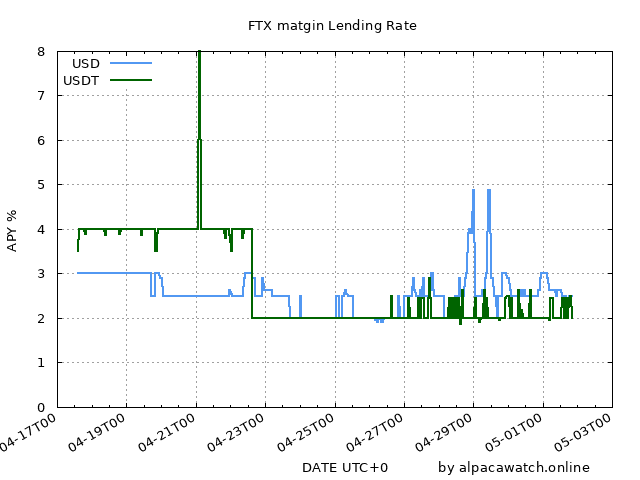 FTX matgin Lending Rate
USD
USDT
8
7
6
5
4
3
2
1
0
APY %
04-17T00
04-19T00
04-21T00
04-23T00
04-25T00
04-27T00
04-29T00
05-01T00
05-03T00
DATE UTC+0
by alpacawatch.online